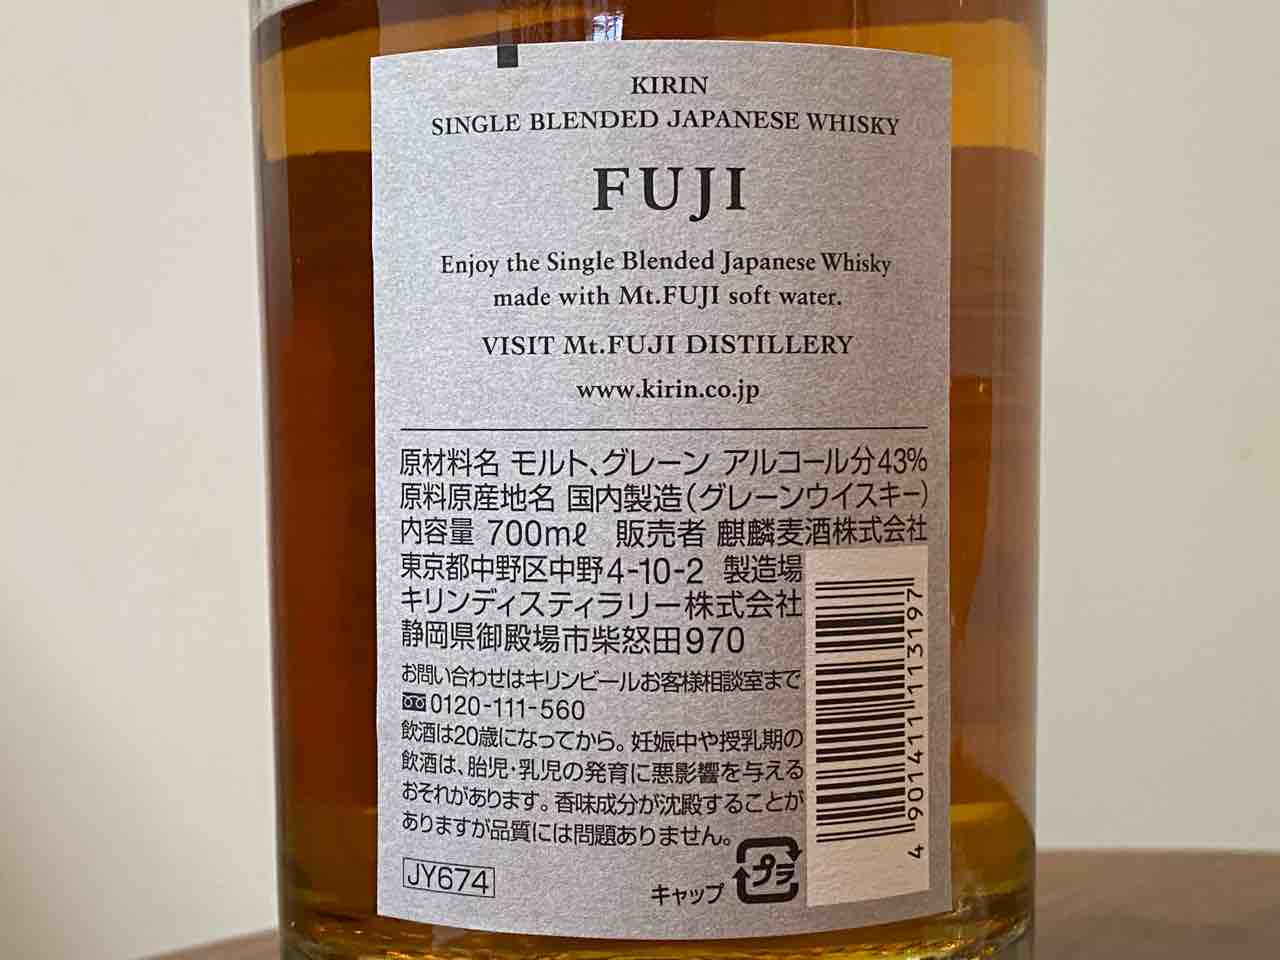 KIRIN
SINGLE BLENDED JAPANESE WHISKY
FUJI
Enjoy the Single Blended Japanese Whisky
made with Mt.FUJI soft water.
VISIT Mt.FUJI DISTILLERY
www.kirin.co.jp
原材料名 モルト、グレーン アルコール分43%
原料原産地名 国内製造(グレーンウイスキー)
内容量 700mℓ 販売者 麒麟麦酒株式会社
東京都中野区中野4-10-2 製造場
キリンディスティラリー株式会社
静岡県御殿場市柴怒田970
お問い合わせはキリンビールお客様相談室まで
0120-111-560
飲酒は20歳になってから。妊娠中や授乳期の
飲酒は、胎児・乳児の発育に悪影響を与える
おそれがあります。香味成分が沈殿することが
ありますが品質には問題ありません。
JY674
キャップ プラ
4 901411 113197